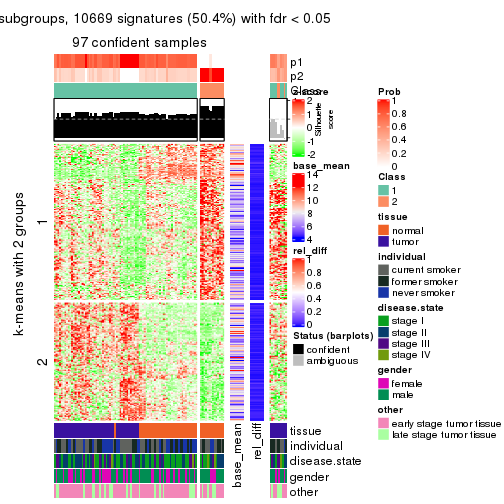 subgroups, 10669 signatures (50.4%) with fdr < 0.05
97 confident samples
p1
p2
Class
z-score
2
1
0
-1
-2
Silhouette
score
k-means with 2 groups
1
2
base_mean
14
12
10
8
6
4
rel_diff
1
0.8
0.6
0.4
0.2
0
Status (barplots)
confident
ambiguous
Prob
1
0.8
0.6
0.4
0.2
0
Class
1
2
tissue
normal
tumor
individual
current smoker
former smoker
never smoker
disease.state
stage I
stage II
stage III
stage IV
gender
female
male
other
early stage tumor tissue
late stage tumor tissue
base_mean
rel_diff
tissue
individual
disease.state
gender
other